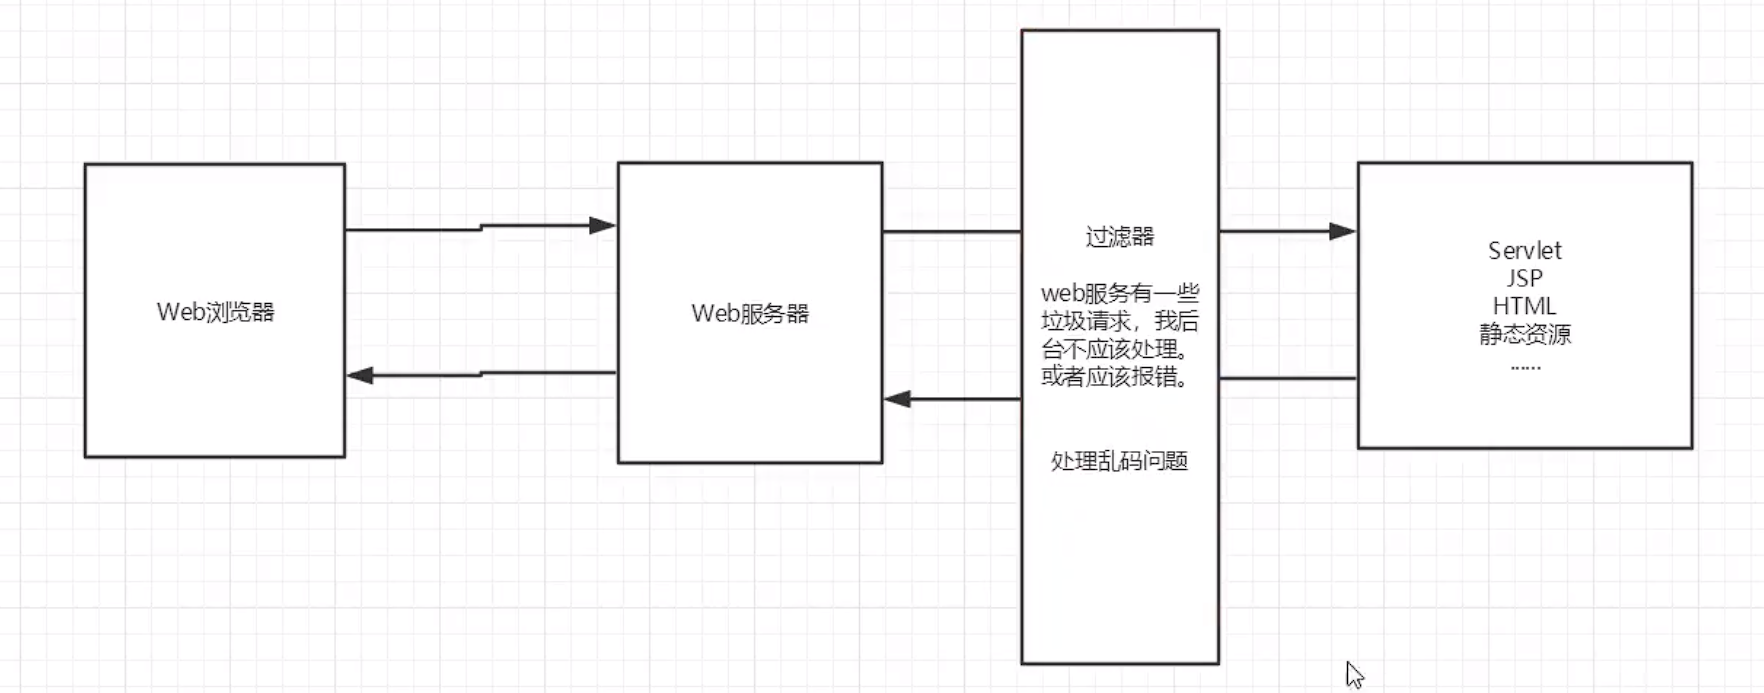 Web浏览器
Web服务器
过滤器
web服务有一些
垃圾请求，我后
台不应该处理。
或者应该报错。
处理乱码问题
Servlet
JSP
HTML
静态资源
......